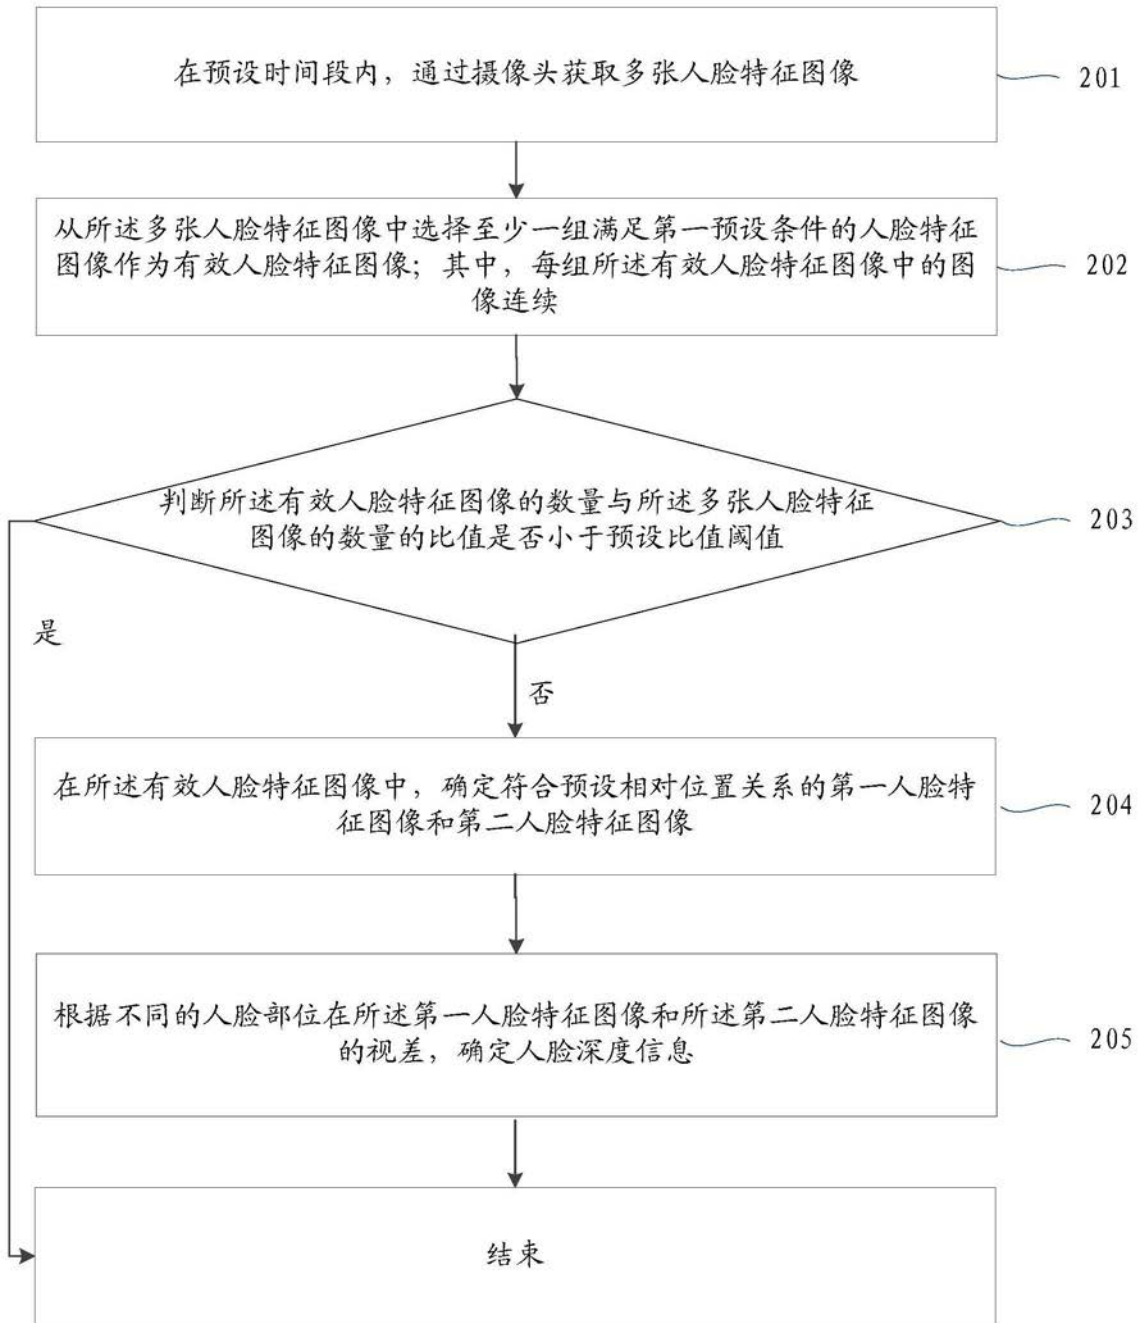 在预设时间段内，通过摄像头获取多张人脸特征图像
201
从所述多张人脸特征图像中选择至少一组满足第一预设条件的人脸特征
图像作为有效人脸特征图像；其中，每组所述有效人脸特征图像中的图
像连续
202
判断所述有效人脸特征图像的数量与所述多张人脸特征
图像的数量的比值是否小于预设比值阈值
203
是
否
在所述有效人脸特征图像中，确定符合预设相对位置关系的第一人脸特
征图像和第二人脸特征图像
204
根据不同的人脸部位在所述第一人脸特征图像和所述第二人脸特征图像
的视差，确定人脸深度信息
205
结束